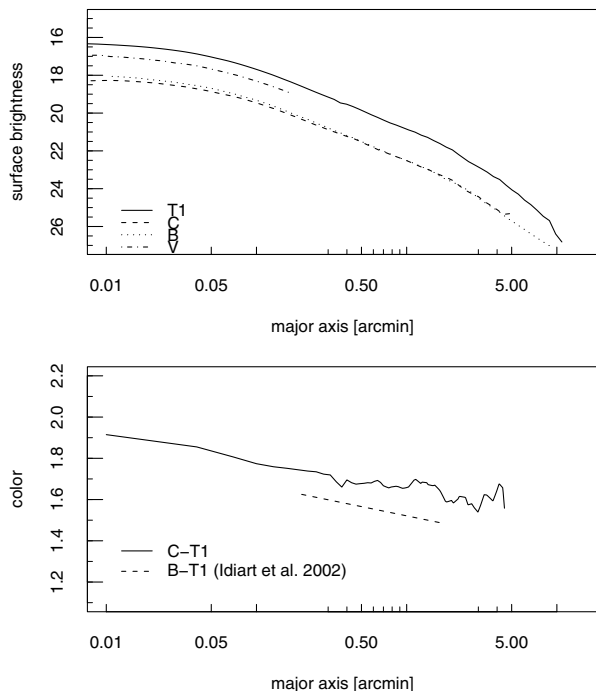 16
18
20
22
24
26
surface brightness
T1
C
B
V
0.01 0.05 0.50 5.00
major axis [arcmin]
2.2
2.0
1.8
1.6
1.4
1.2
color
C−T1
B−T1 (Idiart et al. 2002)
0.01 0.05 0.50 5.00
major axis [arcmin]